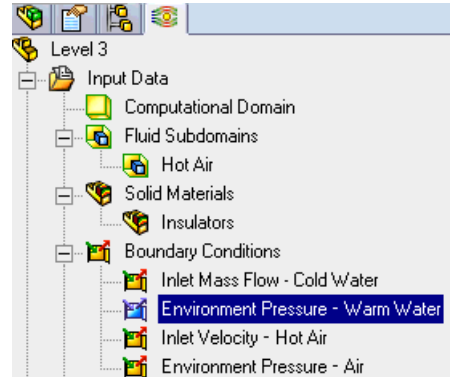 Level 3
Input Data
Computational Domain
Fluid Subdomains
Hot Air
Solid Materials
Insulators
Boundary Conditions
Inlet Mass Flow - Cold Water
Environment Pressure - Warm Water
Inlet Velocity - Hot Air
Environment Pressure - Air